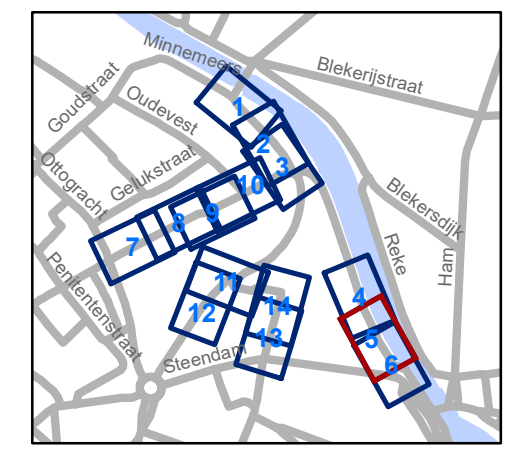 Minnemeers
Blekerijstraat
Goudstraat
Oudevest
1
2
3
Gelukstraat
Ottogracht
10
9
8
7
Blekersdijk
Reke
Ham
Penitentenstraat
11
12
14
13
4
5
6
Steendam